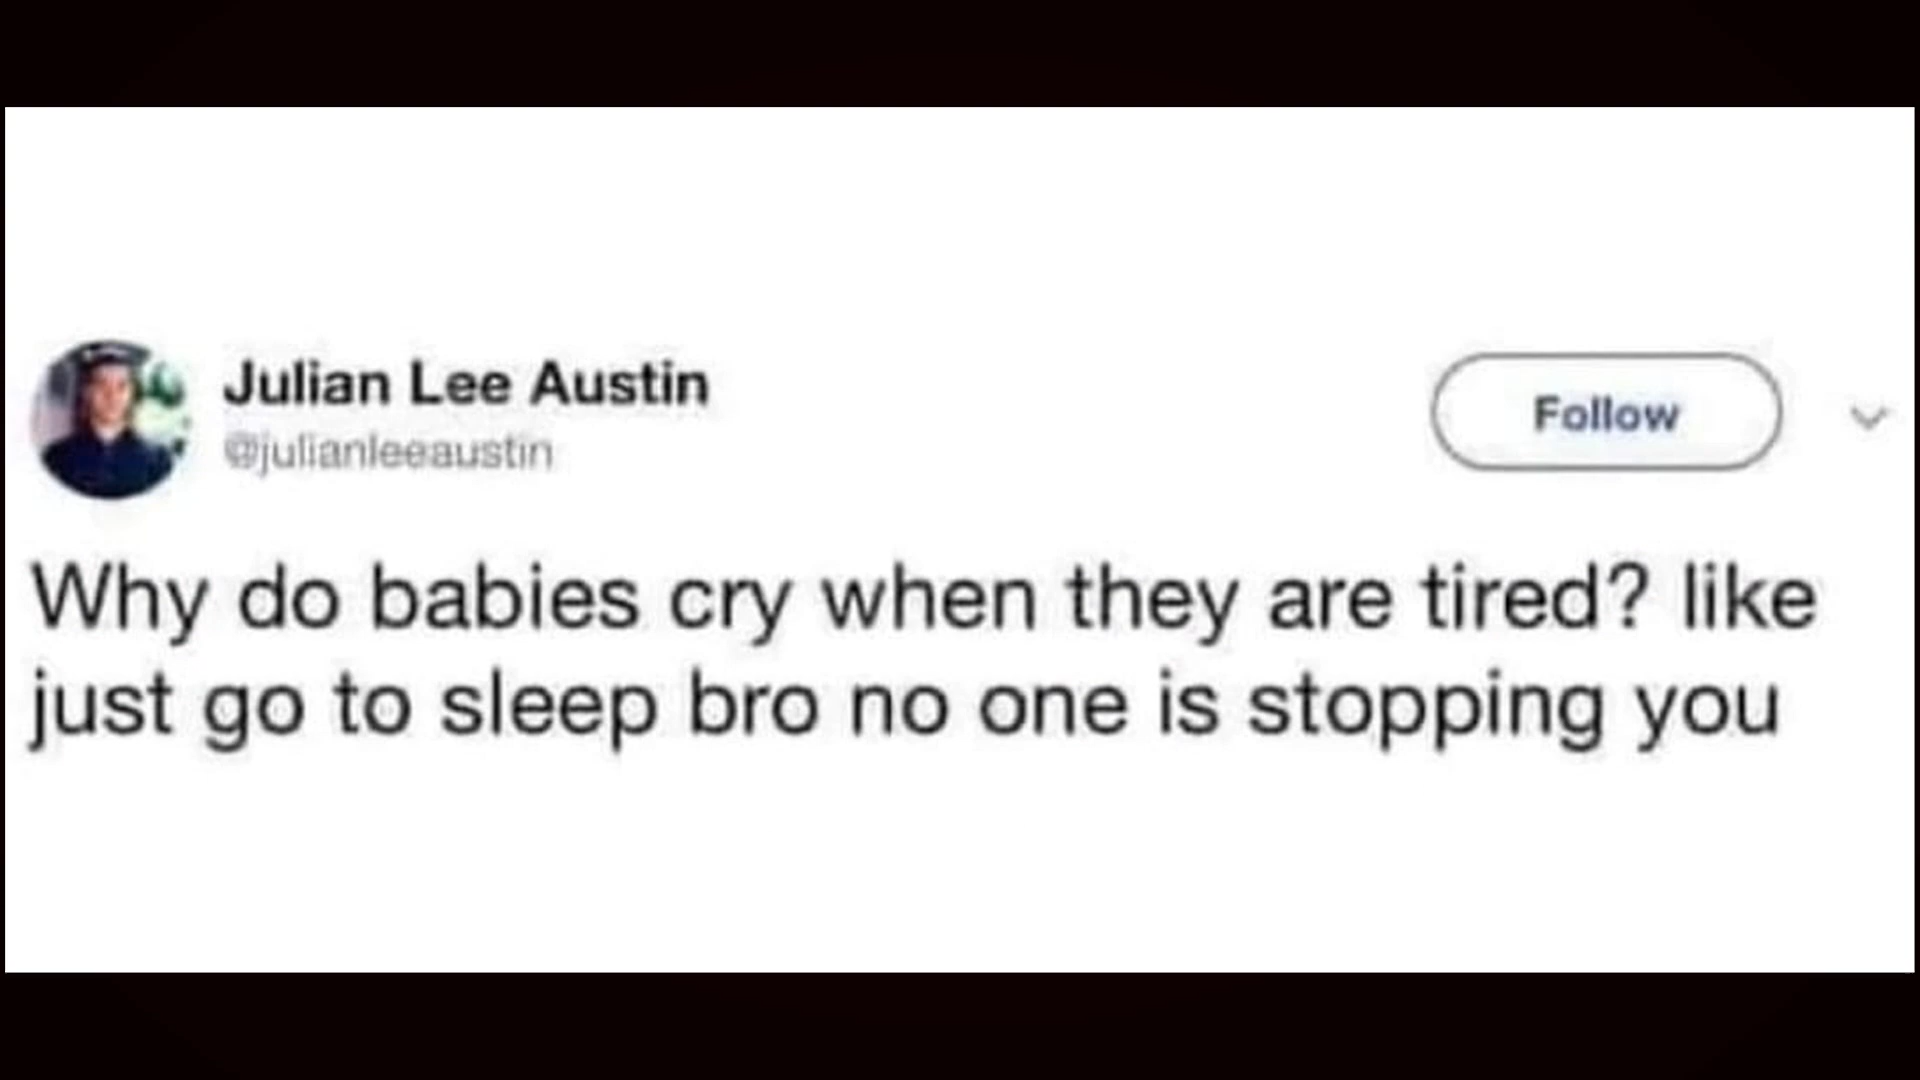 Julian Lee Austin
@julianleeaustin
Follow
Why do babies cry when they are tired? like
just go to sleep bro no one is stopping you